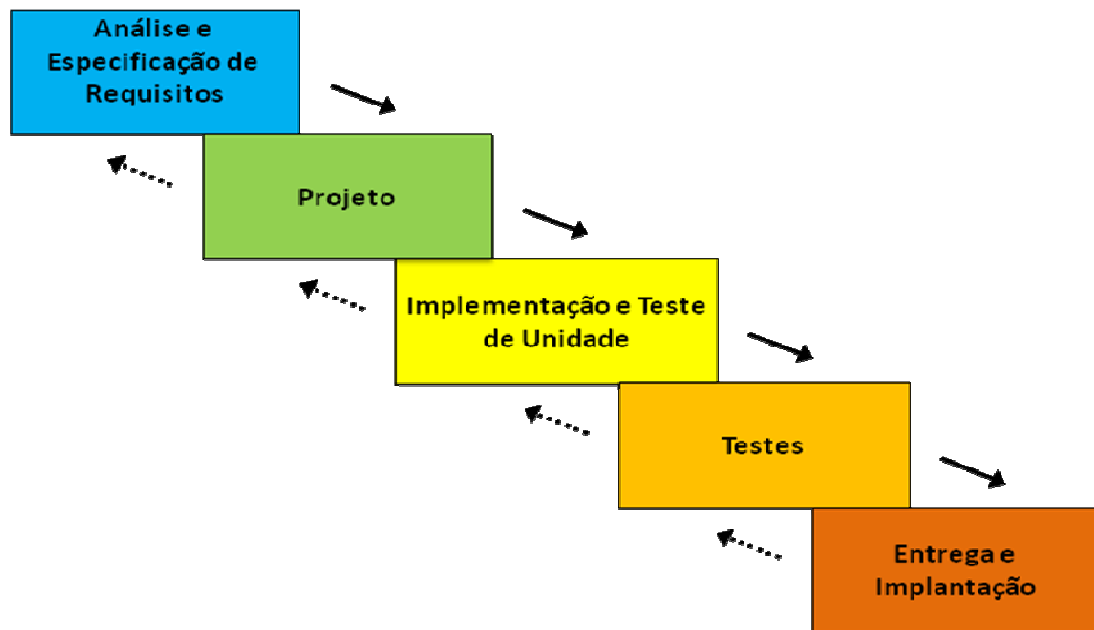 Análise e
Especificação de
Requisitos
Projeto
Implementação e Teste
de Unidade
Testes
Entrega e
Implantação